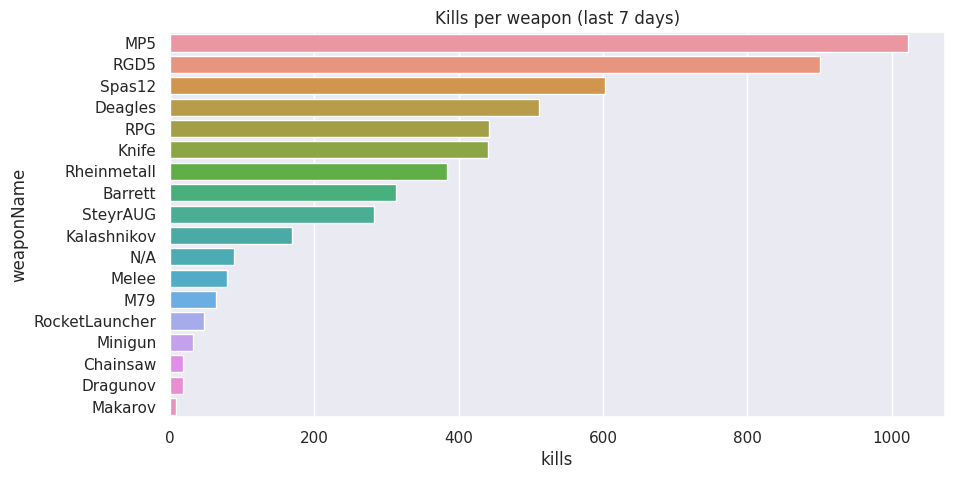 Kills per weapon (last 7 days)
weaponName
MP5
RGD5
Spas12
Deagles
RPG
Knife
Rheinmetall
Barrett
SteyrAUG
Kalashnikov
N/A
Melee
M79
RocketLauncher
Minigun
Chainsaw
Dragunov
Makarov
0 200 400 600 800 1000
kills